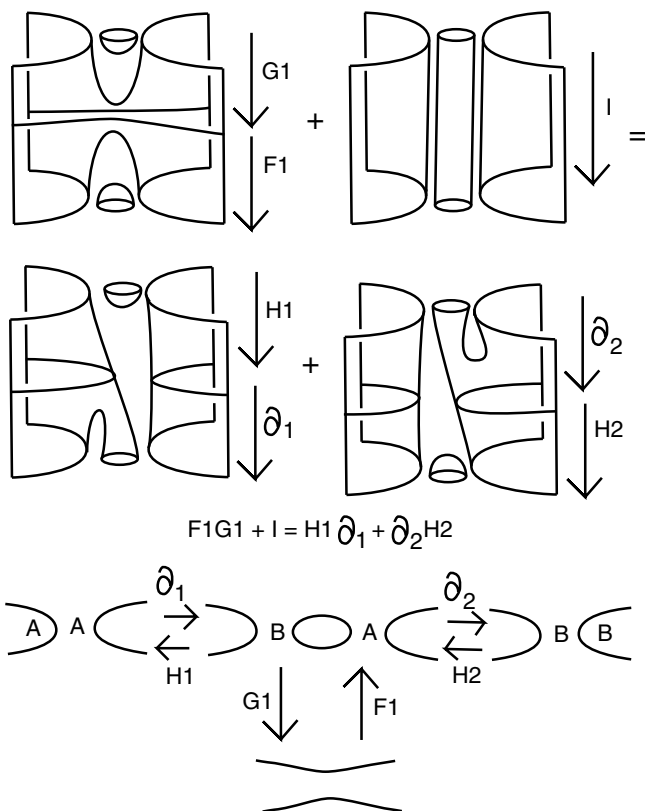 G1
+
I
=
F1
H1
+
∂2
∂1
H2
F1G1 + I = H1 ∂1 + ∂2H2
∂1
∂2
A A B A B B
H1
H2
G1
F1